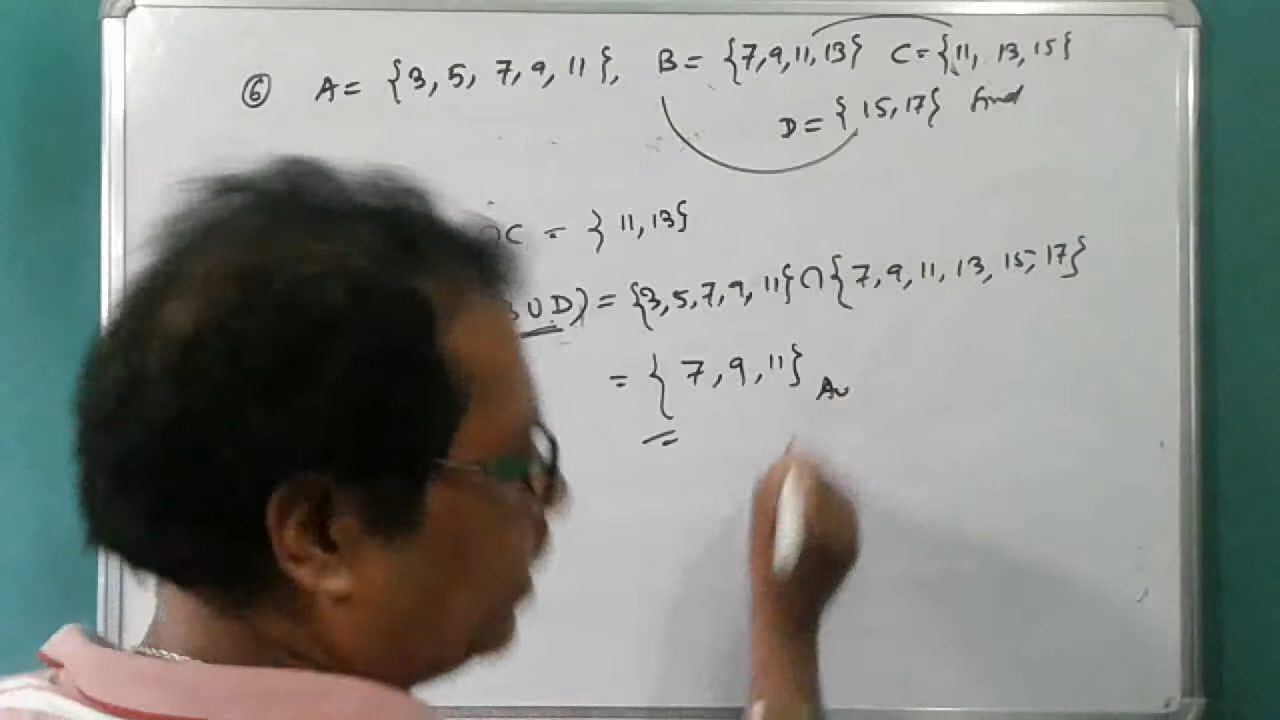 ⑥ A = {3, 5, 7, 9, 11}, B = {7, 9, 11, 13} C = {11, 13, 15}
D = {15, 17} find
∩C = } 11, 13}
∪ D) = {3, 5, 7, 9, 11} ∩ {7, 9, 11, 13, 15, 17}
= { 7, 9, 11}